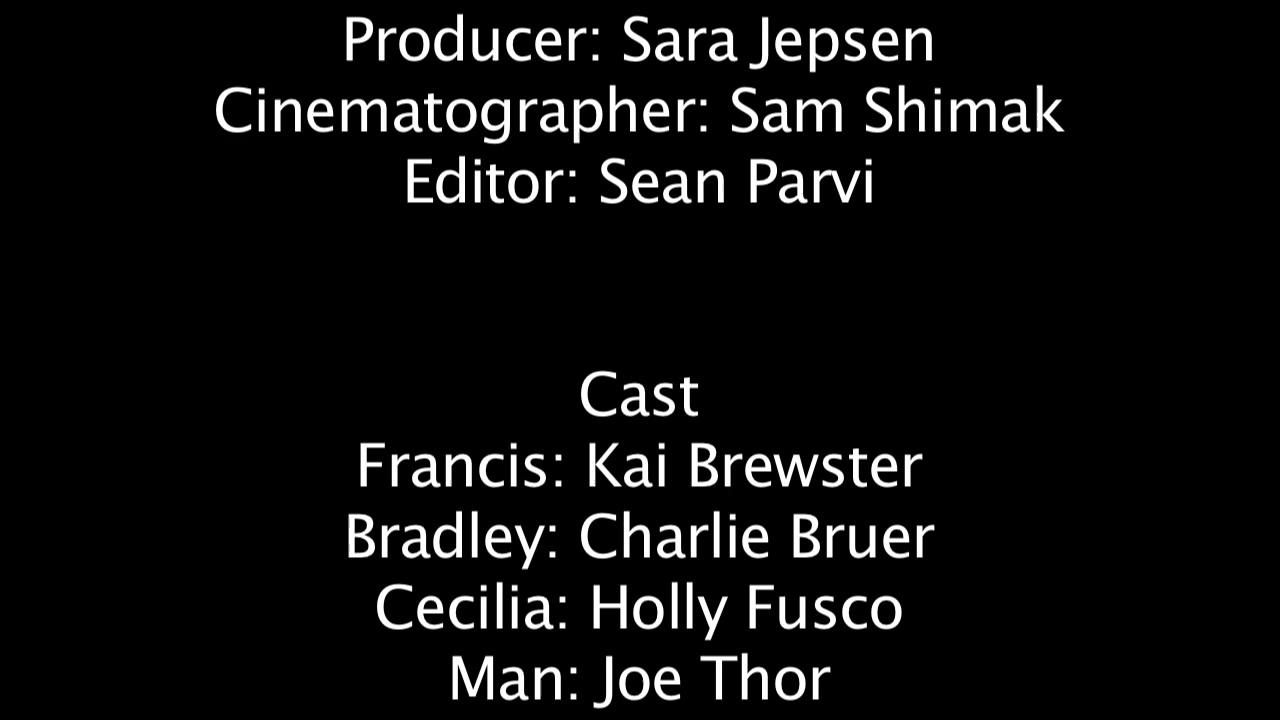 Producer: Sara Jepsen
Cinematographer: Sam Shimak
Editor: Sean Parvi
Cast
Francis: Kai Brewster
Bradley: Charlie Bruer
Cecilia: Holly Fusco
Man: Joe Thor